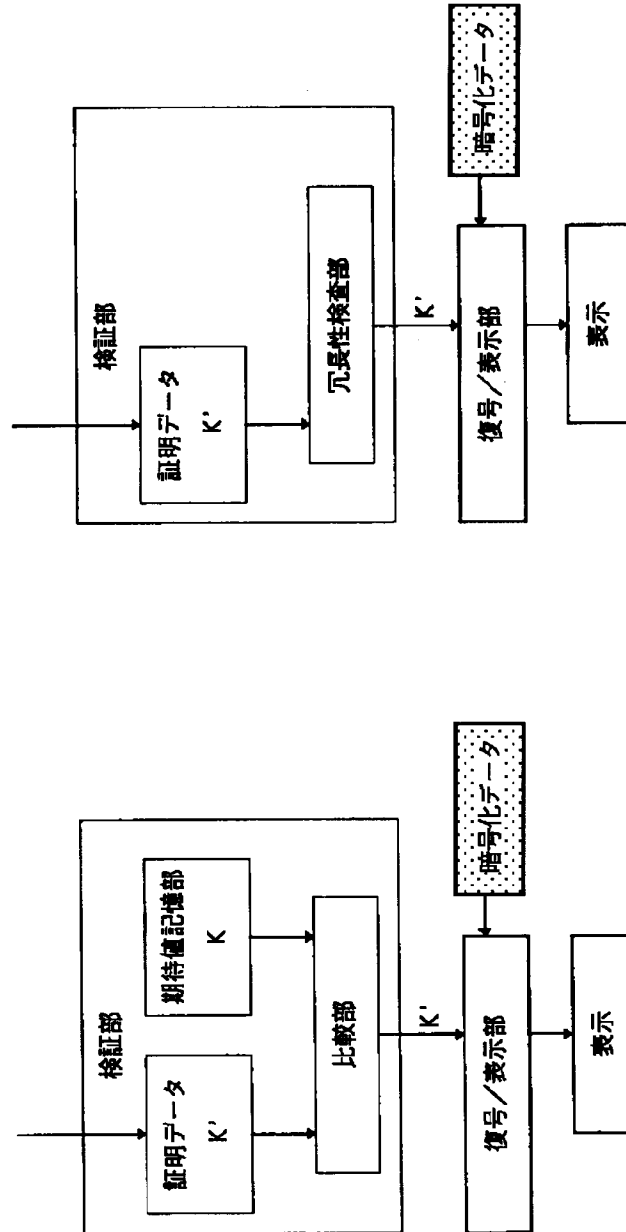 検証部
証明データ
K'
期待値記憶部
K
比較部
K'
暗号化データ
復号／表示部
表示
検証部
証明データ
K'
冗長性検査部
K'
暗号化データ
復号／表示部
表示